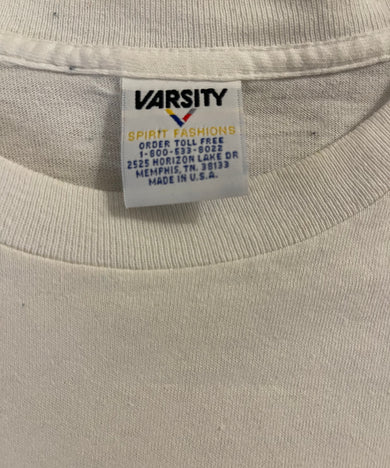 VARSITY
SPIRIT FASHIONS
ORDER TOLL FREE
1-800-533-8022
2525 HORIZON LAKE DR
MEMPHIS, TN. 38133
MADE IN U.S.A.